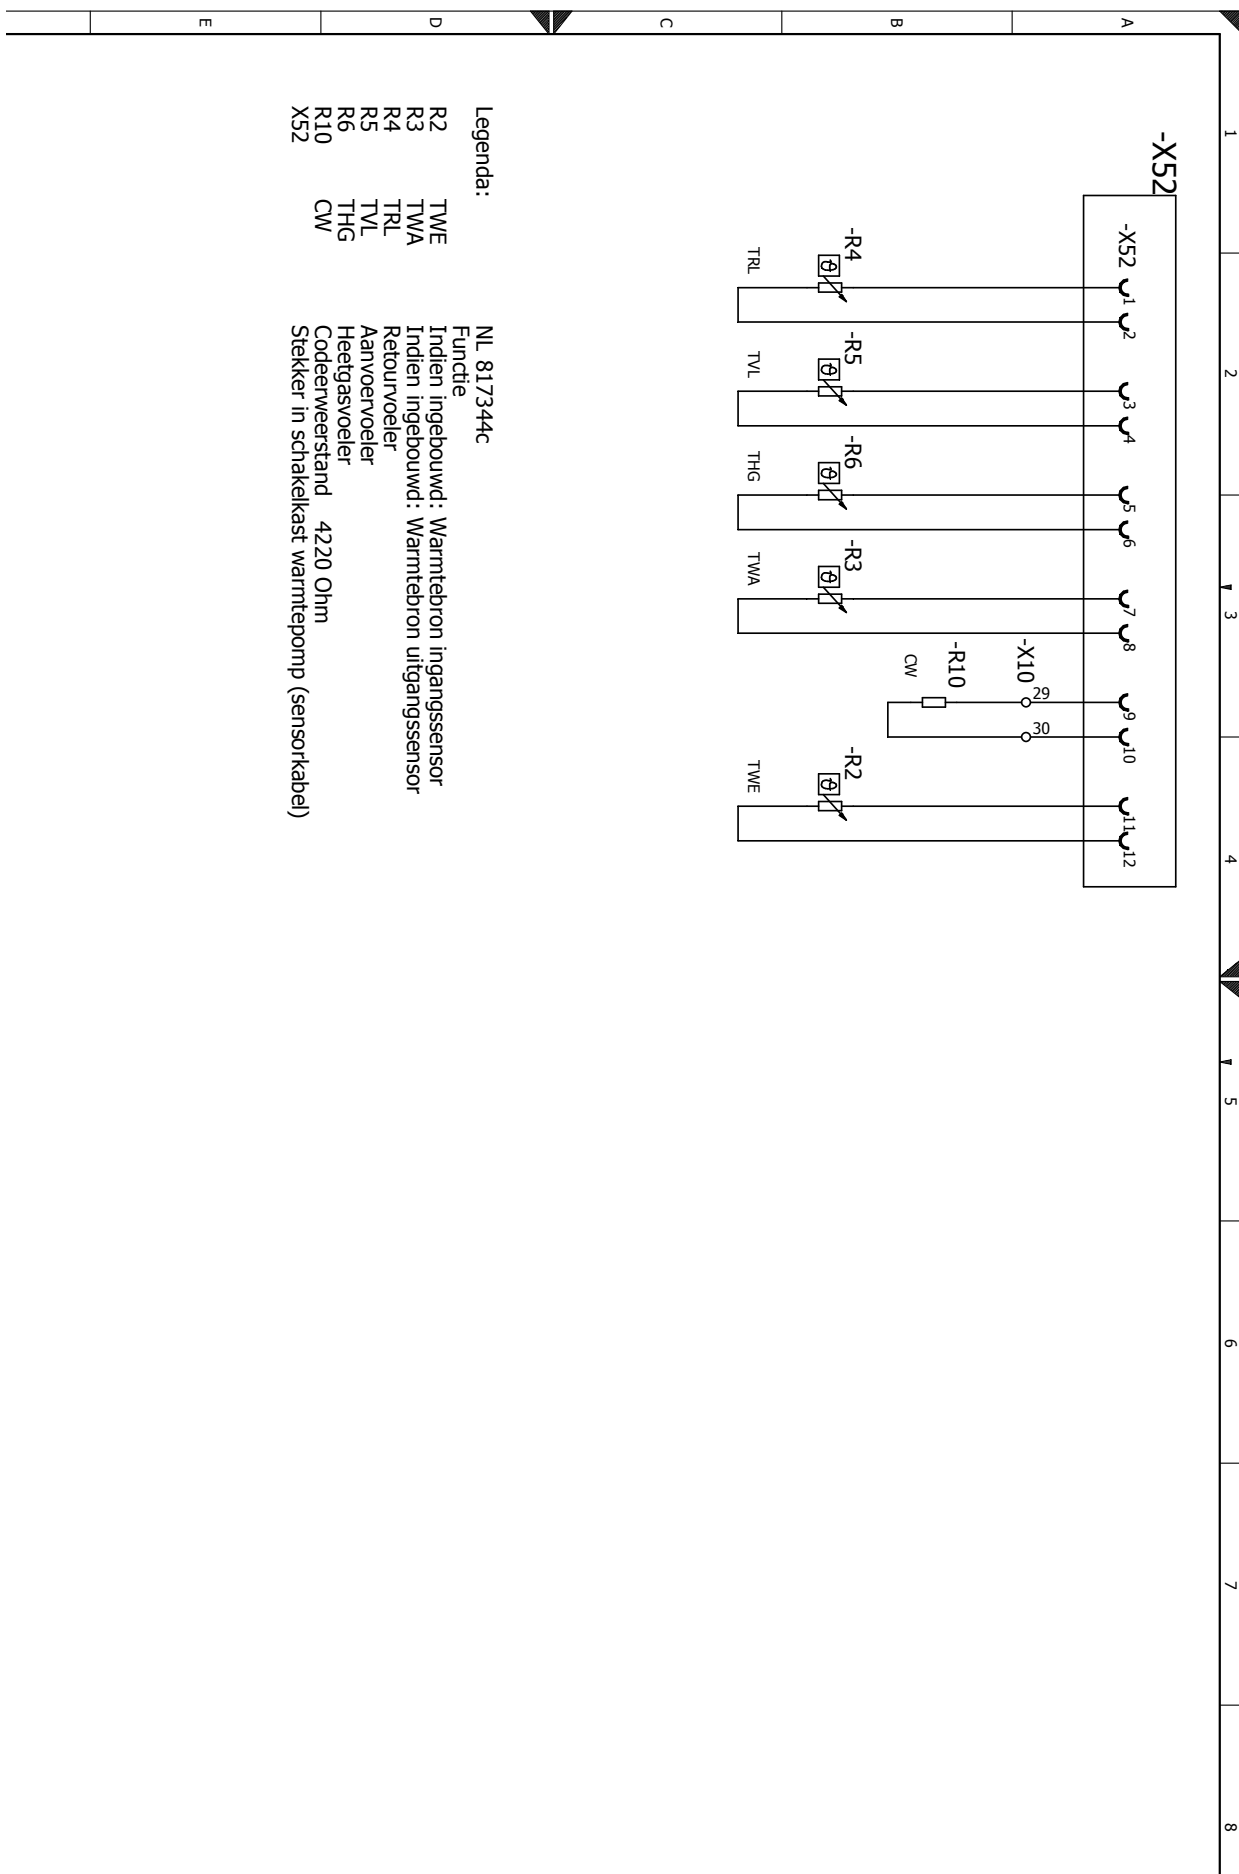 1 2 3 4 5 6 7 8
A
B
C
D
E
-X52
-X52 1 2 3 4 5 6 7 8 9 10 11 12
-X10 29 30
-R4 -R5 -R6 -R3 -R10 -R2
TRL TVL THG TWA CW TWE
Legenda: NL 817344c
Functie
R2 TWE Indien ingebouwd: Warmtebron ingangssensor
R3 TWA Indien ingebouwd: Warmtebron uitgangssensor
R4 TRL Retourvoeler
R5 TVL Aanvoervoeler
R6 THG Heetgasvoeler
R10 CW Codeerweerstand 4220 Ohm
X52 Stekker in schakelkast warmtepomp (sensorkabel)